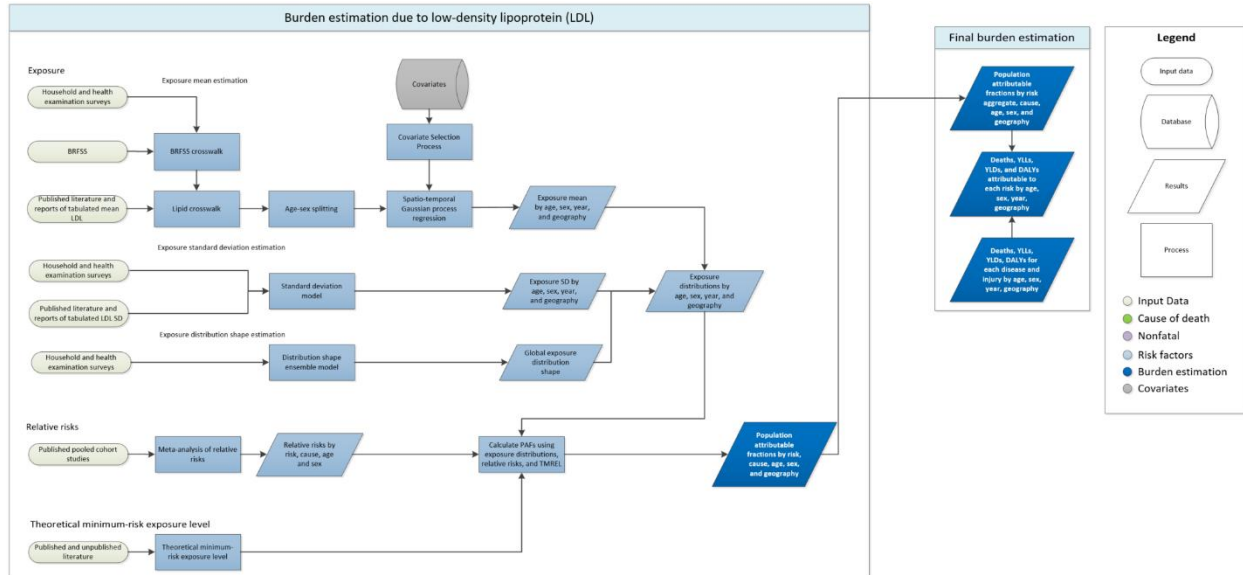 Burden estimation due to low-density lipoprotein (LDL)
Exposure
Exposure mean estimation
Household and health
examination surveys
Covariates
BRFSS
BRFSS crosswalk
Covariate Selection
Process
Published literature and
reports of tabulated mean
LDL
Lipid crosswalk
Age-sex splitting
Spatio-temporal
Gaussian process
regression
Exposure mean
by age, sex, year,
and geography
Exposure standard deviation estimation
Household and health
examination surveys
Published literature and
reports of tabulated LDL SD
Standard deviation
model
Exposure SD by
age, sex, year,
and geography
Exposure
distributions by
age, sex, year, and
geography
Exposure distribution shape estimation
Household and health
examination surveys
Distribution shape
ensemble model
Global exposure
distribution
shape
Relative risks
Published pooled cohort
studies
Meta-analysis of relative
risks
Relative risks by
risk, cause, age
and sex
Calculate PAFs using
exposure distributions,
relative risks, and TMREL
Population
attributable
fractions by risk,
cause, age, sex,
and geography
Theoretical minimum-risk exposure level
Published and unpublished
literature
Theoretical minimum-
risk exposure level
Final burden estimation
Population
attributable
fractions by risk
aggregate, cause,
age, sex, and
geography
Deaths, YLLs,
YLDs, and DALYs
attributable to
each risk by age,
sex, year,
geography
Deaths, YLLs,
YLDs, DALYs for
each disease and
injury by age, sex,
year, geography
Legend
Input data
Database
Results
Process
Input Data
Cause of death
Nonfatal
Risk factors
Burden estimation
Covariates